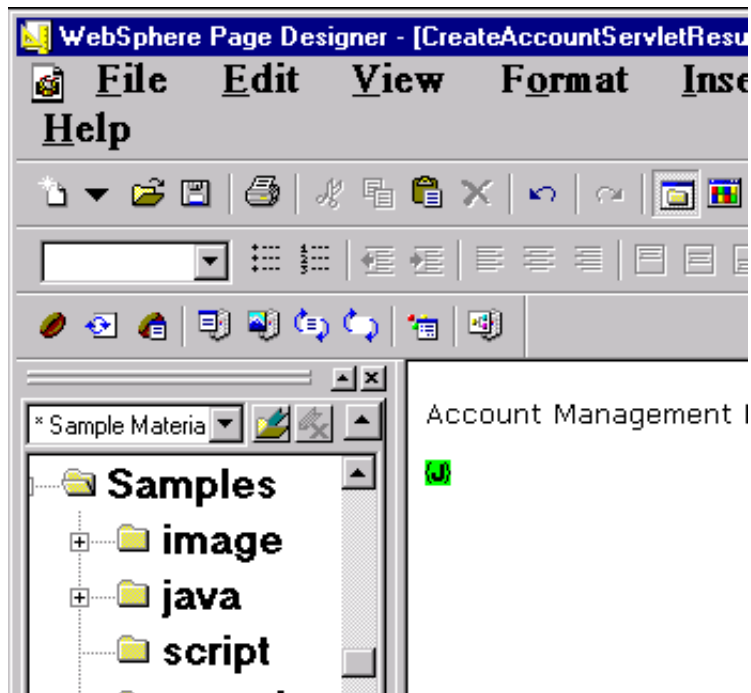 WebSphere Page Designer - [CreateAccountServletResu
File Edit View Format Inse
Help
* Sample Materia
Account Management
{J}
Samples
image
java
script